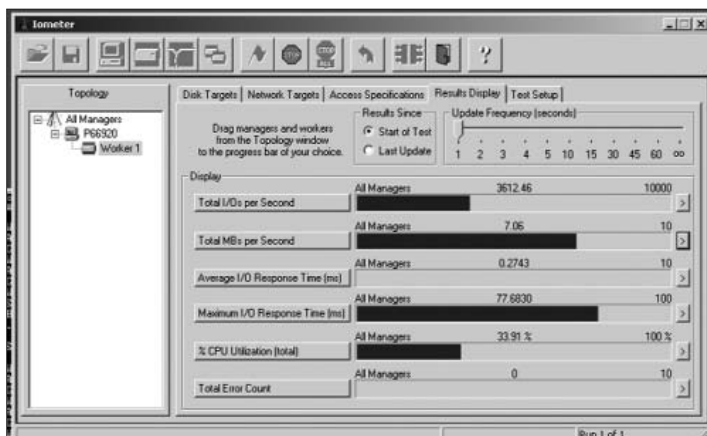 Iometer
STOP
STOP
ALL
Topology
All Managers
P66920
Worker 1
Disk Targets
Network Targets
Access Specifications
Results Display
Test Setup
Drag managers and workers
from the Topology window
to the progress bar of your choice.
Results Since
Start of Test
Last Update
Update Frequency (seconds)
1 2 3 4 5 10 15 30 45 60 oo
Display
All Managers 3612.46 10000
Total I/Os per Second >
All Managers 7.06 10
Total MBs per Second >
All Managers 0.2743 10
Average I/O Response Time (ms) >
All Managers 77.6830 100
Maximum I/O Response Time (ms) >
All Managers 33.91 % 100 %
% CPU Utilization (total) >
All Managers 0 10
Total Error Count >
Run 1 of 1